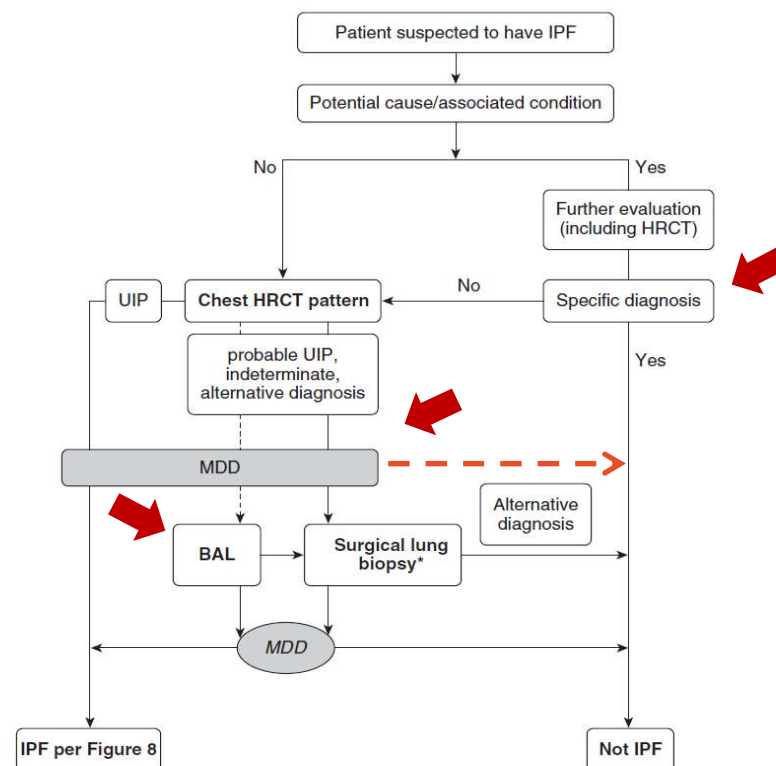 Patient suspected to have IPF
Potential cause/associated condition
No
Yes
Further evaluation
(including HRCT)
UIP
Chest HRCT pattern
No
Specific diagnosis
probable UIP,
indeterminate,
alternative diagnosis
Yes
MDD
Alternative
diagnosis
BAL
Surgical lung
biopsy*
MDD
IPF per Figure 8
Not IPF